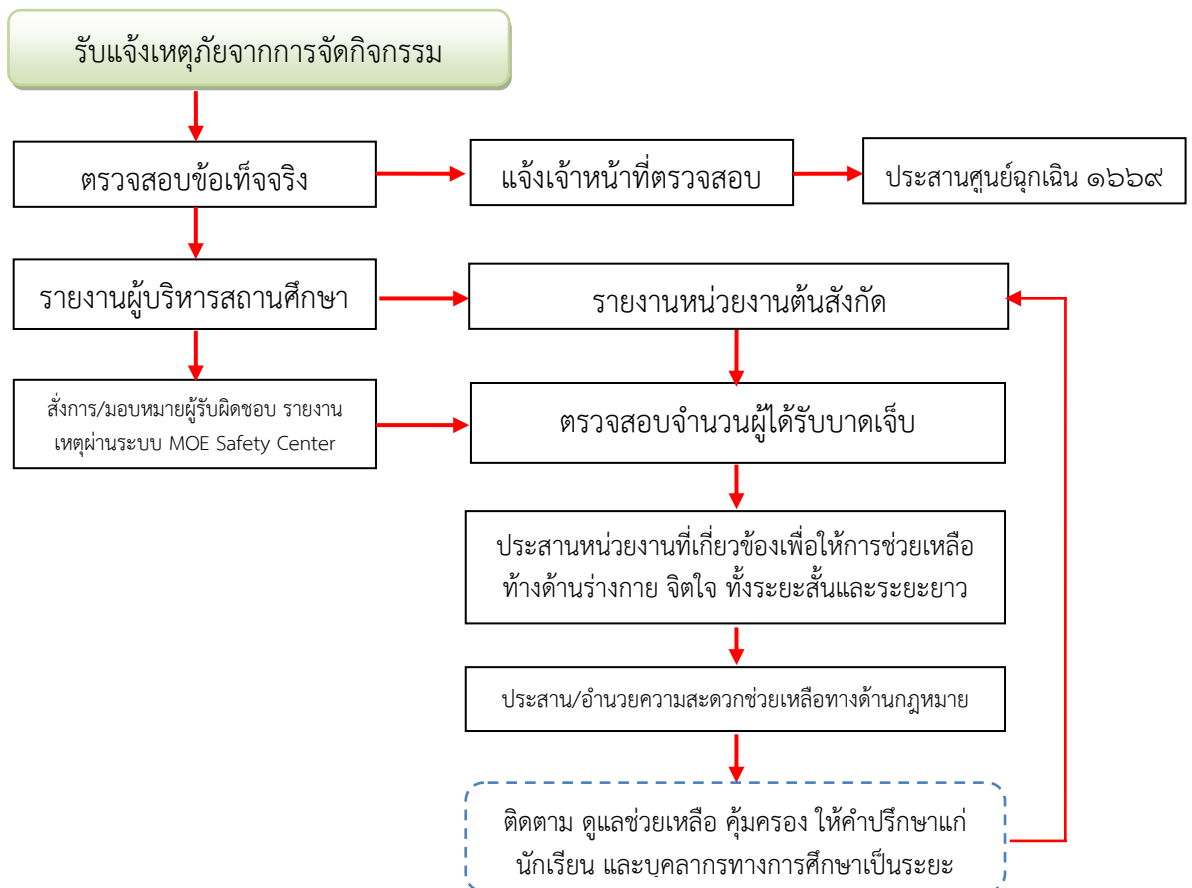 รับแจ้งเหตุภัยจากการจัดกิจกรรม
ตรวจสอบข้อเท็จจริง
แจ้งเจ้าหน้าที่ตรวจสอบ
ประสานศูนย์ฉุกเฉิน ๑๖๖๙
รายงานผู้บริหารสถานศึกษา
รายงานหน่วยงานต้นสังกัด
สั่งการ/มอบหมายผู้รับผิดชอบ รายงาน
เหตุผ่านระบบ MOE Safety Center
ตรวจสอบจำนวนผู้ได้รับบาดเจ็บ
ประสานหน่วยงานที่เกี่ยวข้องเพื่อให้การช่วยเหลือ
ท้างด้านร่างกาย จิตใจ ทั้งระยะสั้นและระยะยาว
ประสาน/อำนวยความสะดวกช่วยเหลือทางด้านกฎหมาย
ติดตาม ดูแลช่วยเหลือ คุ้มครอง ให้คำปรึกษาแก่
นักเรียน และบุคลากรทางการศึกษาเป็นระยะ